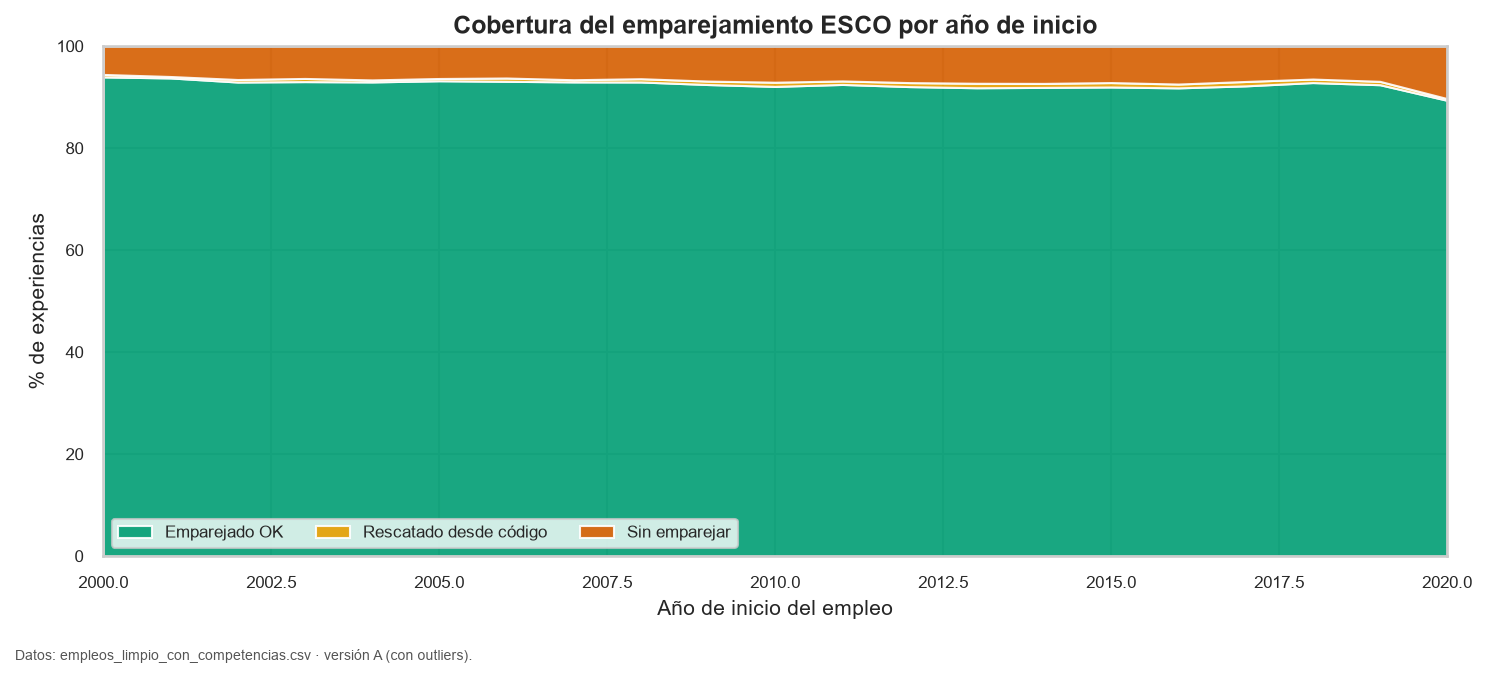 Cobertura del emparejamiento ESCO por año de inicio
100
80
60
40
20
0
% de experiencias
Emparejado OK Rescatado desde código Sin emparejar
2000.0 2002.5 2005.0 2007.5 2010.0 2012.5 2015.0 2017.5 2020.0
Año de inicio del empleo
Datos: empleos_limpio_con_competencias.csv · versión A (con outliers).